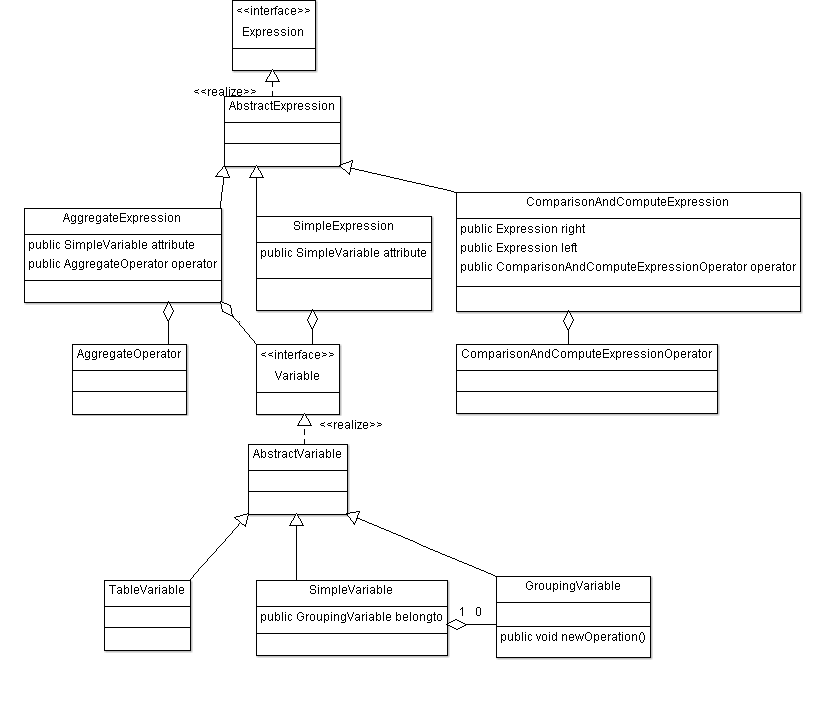 <<interface>>
Expression
<<realize>>
AbstractExpression
AggregateExpression
public SimpleVariable attribute
public AggregateOperator operator
SimpleExpression
public SimpleVariable attribute
ComparisonAndComputeExpression
public Expression right
public Expression left
public ComparisonAndComputeExpressionOperator operator
AggregateOperator
<<interface>>
Variable
ComparisonAndComputeExpressionOperator
<<realize>>
AbstractVariable
TableVariable
SimpleVariable
public GroupingVariable belongto
1 0
GroupingVariable
public void newOperation()